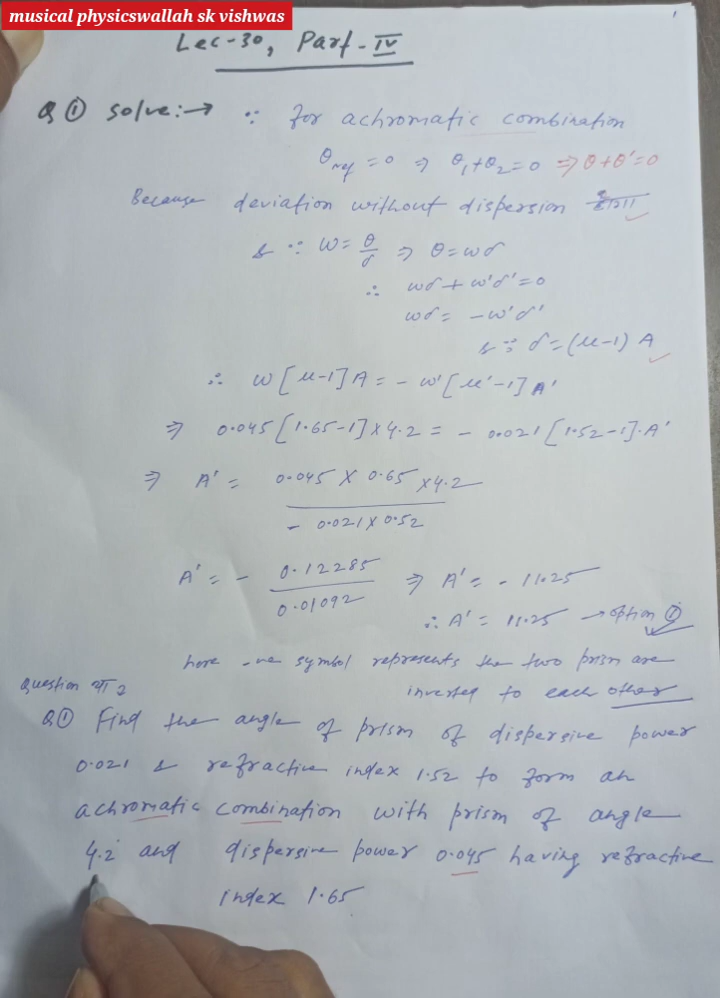 musical physicswallah sk vishwas
Lec-30, Part-IV
Q ① solve:→ ∵ for achromatic combination
θnet = 0 ⇒ θ₁+θ₂=0 ⇒ θ+θ'=0
Because deviation without dispersion
& ∵ ω = θ/δ ⇒ θ = ωδ
∴ ωδ + ω'δ' = 0
ωδ = - ω'δ'
& ∵ δ = (μ-1) A
∴ ω[μ-1]A = - ω'[μ'-1]A'
⇒ 0.045[1.65-1]×4.2 = - 0.021[1.52-1].A'
⇒ A' = 0.045 × 0.65 ×4.2
- 0.021×0.52
A' = - 0.12285/0.01092 ⇒ A' = - 11.25
∴ A' = 11.25 → option ①
here -ve symbol represents the two prism are
inverted to each other
Question नं 2
Q① Find the angle of prism of dispersive power
0.021 & refractive index 1.52 to form an
achromatic combination with prism of angle
4.2° and dispersive power 0.045 having refractive
index 1.65